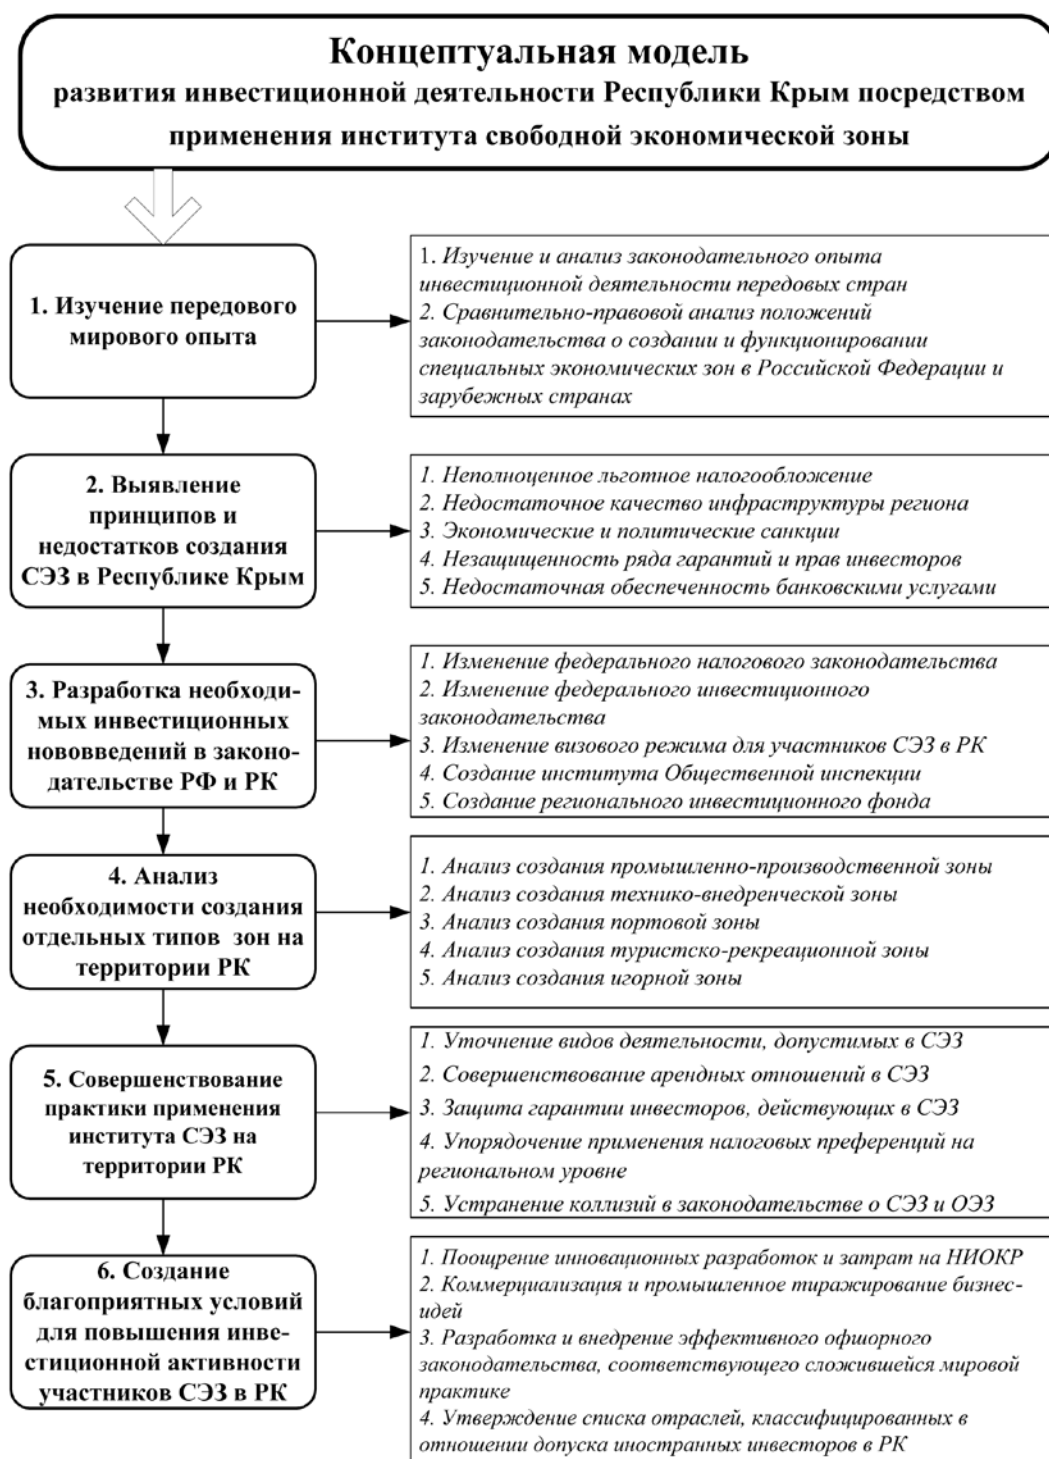 Концептуальная модель
развития инвестиционной деятельности Республики Крым посредством
применения института свободной экономической зоны
1. Изучение передового
мирового опыта
1. Изучение и анализ законодательного опыта
инвестиционной деятельности передовых стран
2. Сравнительно-правовой анализ положений
законодательства о создании и функционировании
специальных экономических зон в Российской Федерации и
зарубежных странах
2. Выявление
принципов и
недостатков создания
СЭЗ в Республике Крым
1. Неполноценное льготное налогообложение
2. Недостаточное качество инфраструктуры региона
3. Экономические и политические санкции
4. Незащищенность ряда гарантий и прав инвесторов
5. Недостаточная обеспеченность банковскими услугами
3. Разработка необходи-
мых инвестиционных
нововведений в законо-
дательстве РФ и РК
1. Изменение федерального налогового законодательства
2. Изменение федерального инвестиционного
законодательства
3. Изменение визового режима для участников СЭЗ в РК
4. Создание института Общественной инспекции
5. Создание регионального инвестиционного фонда
4. Анализ
необходимости создания
отдельных типов зон на
территории РК
1. Анализ создания промышленно-производственной зоны
2. Анализ создания технико-внедренческой зоны
3. Анализ создания портовой зоны
4. Анализ создания туристско-рекреационной зоны
5. Анализ создания игорной зоны
5. Совершенствование
практики применения
института СЭЗ на
территории РК
1. Уточнение видов деятельности, допустимых в СЭЗ
2. Совершенствование арендных отношений в СЭЗ
3. Защита гарантии инвесторов, действующих в СЭЗ
4. Упорядочение применения налоговых преференций на
региональном уровне
5. Устранение коллизий в законодательстве о СЭЗ и ОЭЗ
6. Создание
благоприятных условий
для повышения инве-
стиционной активности
участников СЭЗ в РК
1. Поощрение инновационных разработок и затрат на НИОКР
2. Коммерциализация и промышленное тиражирование бизнес-
идей
3. Разработка и внедрение эффективного офшорного
законодательства, соответствующего сложившейся мировой
практике
4. Утверждение списка отраслей, классифицированных в
отношении допуска иностранных инвесторов в РК